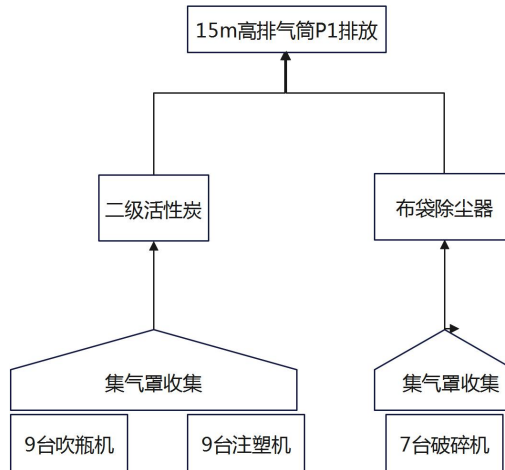 15m高排气筒P1排放
二级活性炭
布袋除尘器
集气罩收集
集气罩收集
9台吹瓶机
9台注塑机
7台破碎机